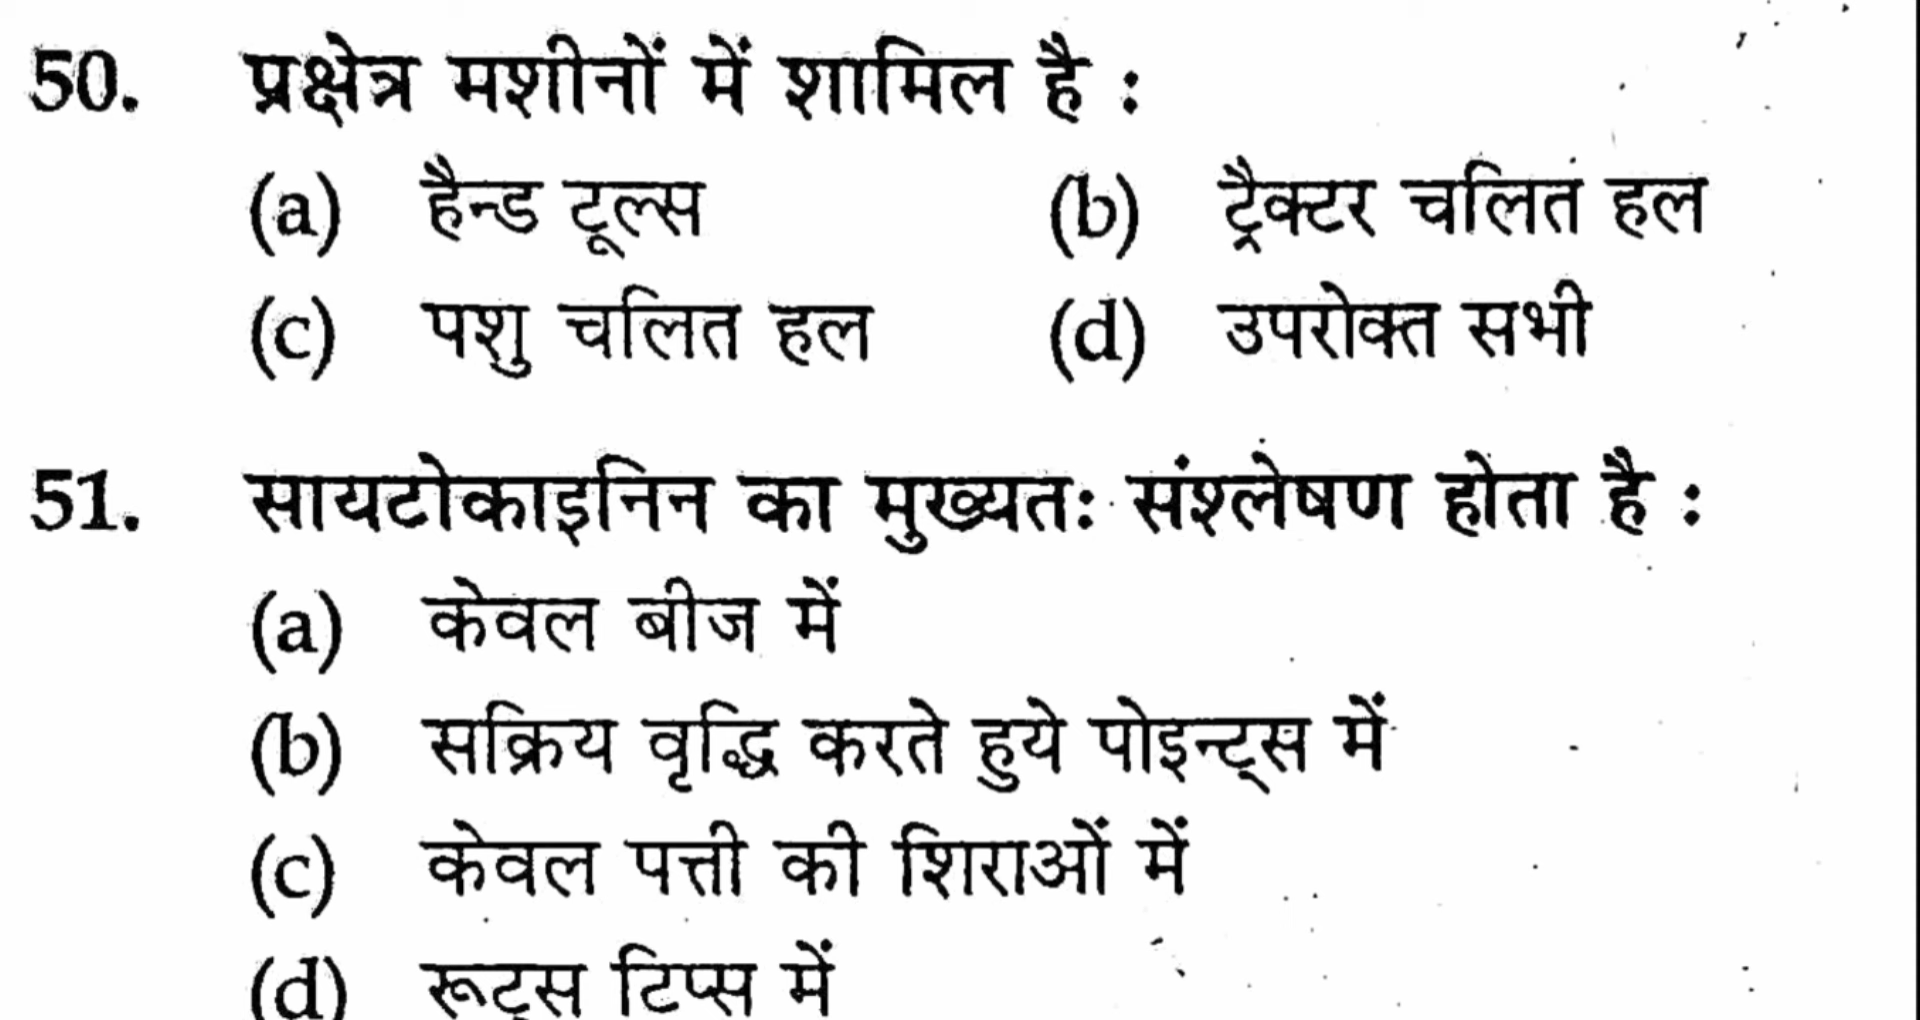 50. प्रक्षेत्र मशीनों में शामिल है :
(a) हैन्ड टूल्स (b) ट्रैक्टर चलित हल
(c) पशु चलित हल (d) उपरोक्त सभी
51. सायटोकाइनिन का मुख्यतः संश्लेषण होता है :
(a) केवल बीज में
(b) सक्रिय वृद्धि करते हुये पोइन्ट्स में
(c) केवल पत्ती की शिराओं में
(d) रूट्स टिप्स में